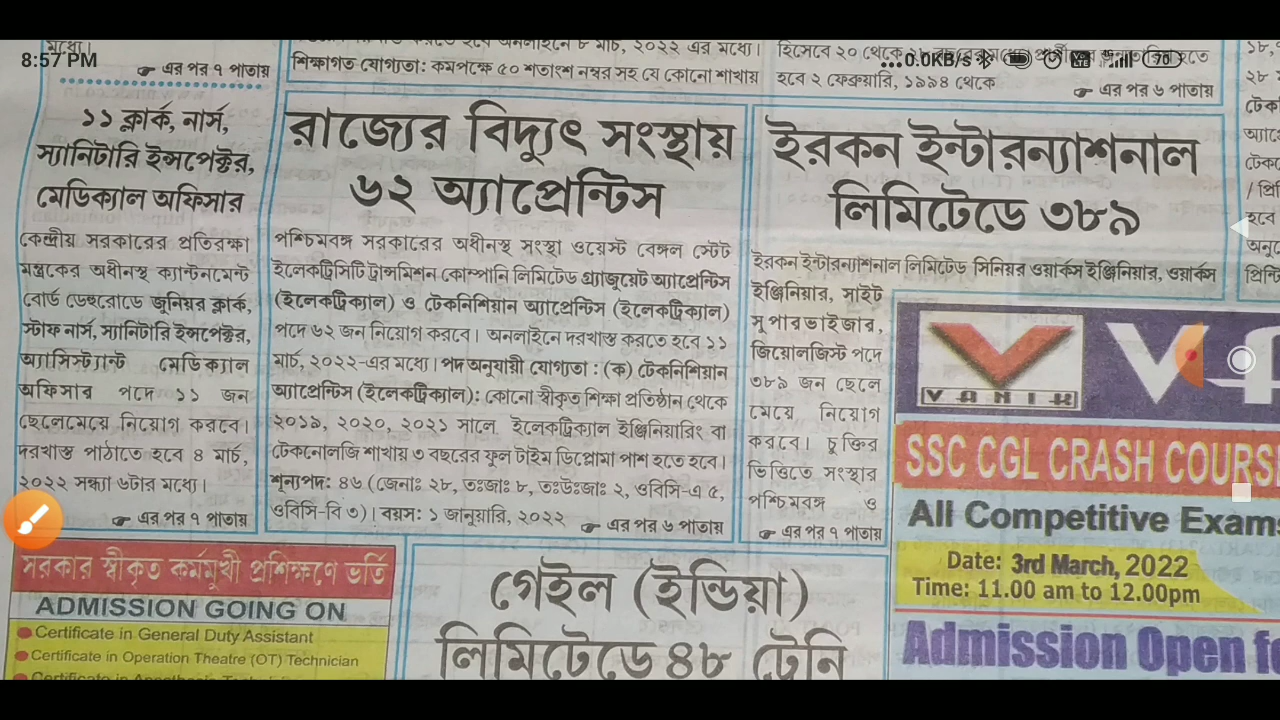 8:57 PM
...0.0KB/s
70
মধ্যে।
☛ এর পর ৭ পাতায়
শিক্ষাগত যোগ্যতা: কমপক্ষে ৫০ শতাংশ নম্বর সহ যে কোনো শাখায়
হবে ২ ফেব্রুয়ারি, ১৯৯৪ থেকে
☛ এর পর ৬ পাতায়
১১ ক্লার্ক, নার্স,
স্যানিটারি ইন্সপেক্টর,
মেডিক্যাল অফিসার
কেন্দ্রীয় সরকারের প্রতিরক্ষা
মন্ত্রকের অধীনস্থ ক্যান্টনমেন্ট
বোর্ড ডেহুরোডে জুনিয়র ক্লার্ক,
স্টাফ নার্স, স্যানিটারি ইন্সপেক্টর,
অ্যাসিস্ট্যান্ট মেডিক্যাল
অফিসার পদে ১১ জন
ছেলেমেয়ে নিয়োগ করবে।
দরখাস্ত পাঠাতে হবে ৪ মার্চ,
২০২২ সন্ধ্যা ৬টার মধ্যে।
☛ এর পর ৭ পাতায়
রাজ্যের বিদ্যুৎ সংস্থায়
৬২ অ্যাপ্রেন্টিস
পশ্চিমবঙ্গ সরকারের অধীনস্থ সংস্থা ওয়েস্ট বেঙ্গল স্টেট
ইলেকট্রিসিটি ট্রান্সমিশন কোম্পানি লিমিটেড গ্র্যাজুয়েট অ্যাপ্রেন্টিস
(ইলেকট্রিক্যাল) ও টেকনিশিয়ান অ্যাপ্রেন্টিস (ইলেকট্রিক্যাল)
পদে ৬২ জন নিয়োগ করবে। অনলাইনে দরখাস্ত করতে হবে ১১
মার্চ, ২০২২-এর মধ্যে। পদ অনুযায়ী যোগ্যতা : (ক) টেকনিশিয়ান
অ্যাপ্রেন্টিস (ইলেকট্রিক্যাল): কোনো স্বীকৃত শিক্ষা প্রতিষ্ঠান থেকে
২০১৯, ২০২০, ২০২১ সালে ইলেকট্রিক্যাল ইঞ্জিনিয়ারিং বা
টেকনোলজি শাখায় ৩ বছরের ফুল টাইম ডিপ্লোমা পাশ হতে হবে।
শূন্যপদ: ৪৬ (জেনাঃ ২৮, তঃজাঃ ৮, তঃউঃজাঃ ২, ওবিসি-এ ৫,
ওবিসি-বি ৩)। বয়স: ১ জানুয়ারি, ২০২২
☛ এর পর ৬ পাতায়
ইরকন ইন্টারন্যাশনাল
লিমিটেডে ৩৮৯
ইরকন ইন্টারন্যাশনাল লিমিটেড সিনিয়র ওয়ার্কস ইঞ্জিনিয়ার, ওয়ার্কস
ইঞ্জিনিয়ার, সাইট
সুপারভাইজার,
জিয়োলজিস্ট পদে
৩৮৯ জন ছেলে
মেয়ে নিয়োগ
করবে। চুক্তির
ভিত্তিতে সংস্থার
পশ্চিমবঙ্গ ও
☛ এর পর ৭ পাতায়
VANIK
SSC CGL CRASH COURS
All Competitive Exam
Date: 3rd March, 2022
Time: 11.00 am to 12.00pm
Admission Open fo
সরকার স্বীকৃত কর্মমুখী প্রশিক্ষণে ভর্তি
ADMISSION GOING ON
Certificate in General Duty Assistant
Certificate in Operation Theatre (OT) Technician
গেইল (ইন্ডিয়া)
লিমিটেডে ৪৮ ট্রেনি